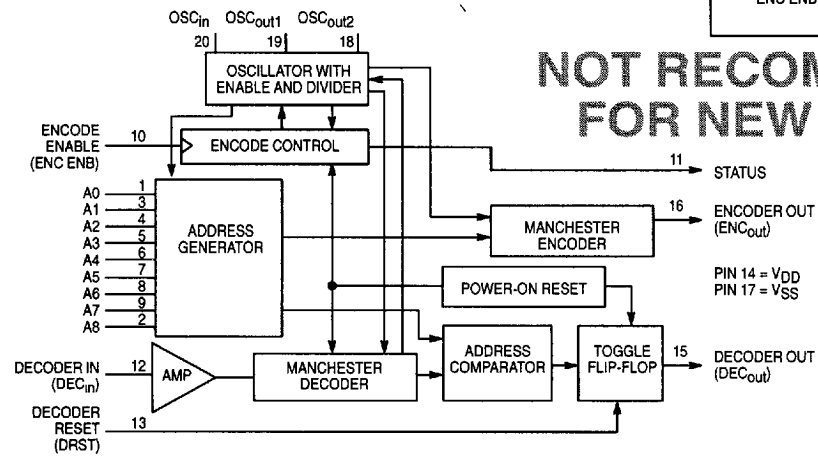 ENC ENB
OSCin OSCout1 OSCout2
20 19 18
NOT RECOM
FOR NEW
OSCILLATOR WITH
ENABLE AND DIVIDER
ENCODE
ENABLE
(ENC ENB)
10
ENCODE CONTROL
11
STATUS
A0 1
A1 3
A2 4
A3 5
A4 6
A5 7
A6 8
A7 9
A8 2
ADDRESS
GENERATOR
MANCHESTER
ENCODER
16
ENCODER OUT
(ENCout)
POWER-ON RESET
PIN 14 = VDD
PIN 17 = VSS
DECODER IN
(DECin)
12
AMP
MANCHESTER
DECODER
ADDRESS
COMPARATOR
TOGGLE
FLIP-FLOP
15
DECODER OUT
(DECout)
DECODER
RESET
(DRST)
13